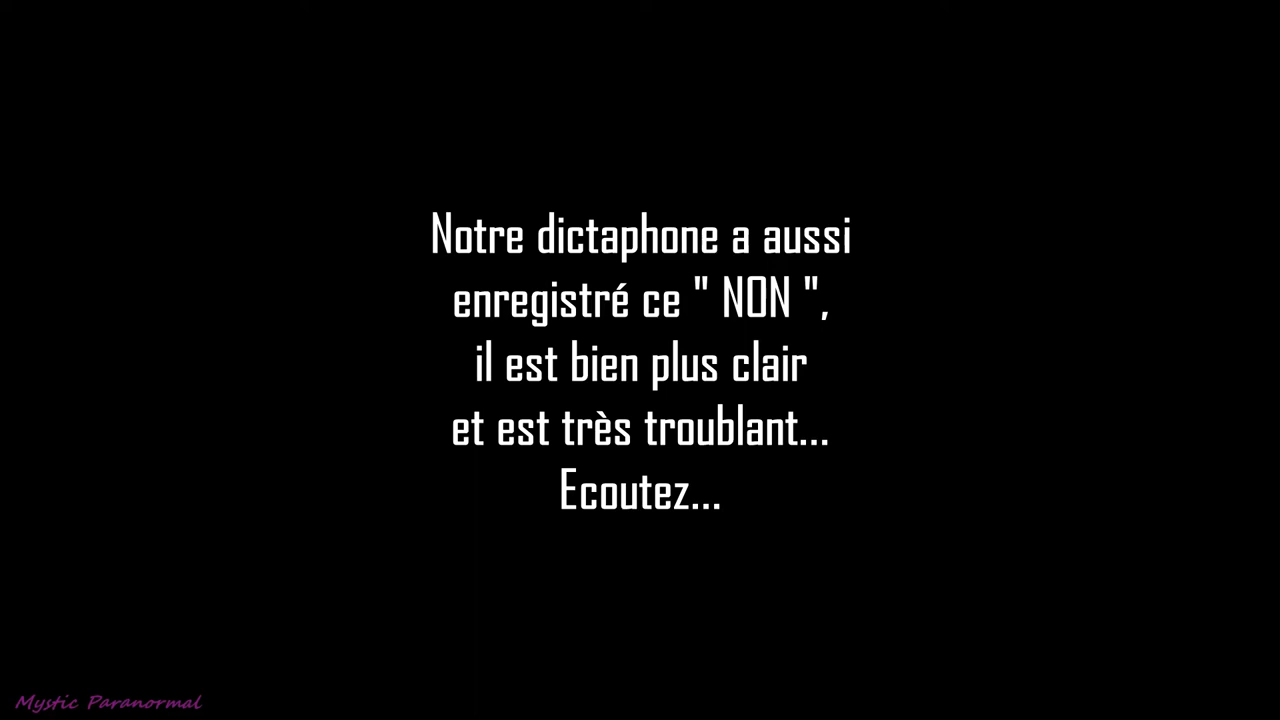 Notre dictaphone a aussi
enregistré ce " NON ",
il est bien plus clair
et est très troublant...
Ecoutez...
Mystic Paranormal